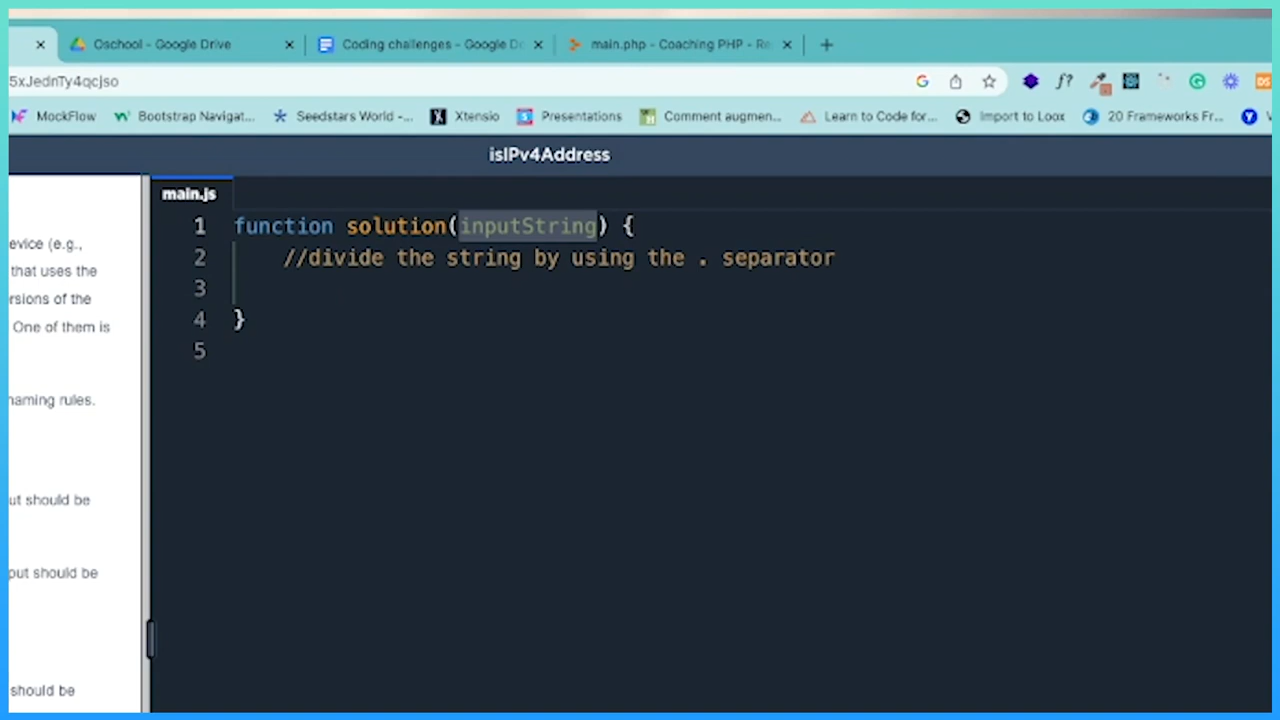 Oschool - Google Drive
Coding challenges - Google Do
main.php - Coaching PHP - Re
5xJednTy4qcjso
MockFlow
Bootstrap Navigat...
Seedstars World -...
Xtensio
Presentations
Comment augmen...
Learn to Code for...
Import to Loox
20 Frameworks Fr...
isIPv4Address
evice (e.g.,
that uses the
rsions of the
One of them is
naming rules.
ut should be
put should be
should be
main.js
1 function solution(inputString) {
2 //divide the string by using the . separator
3
4 }
5